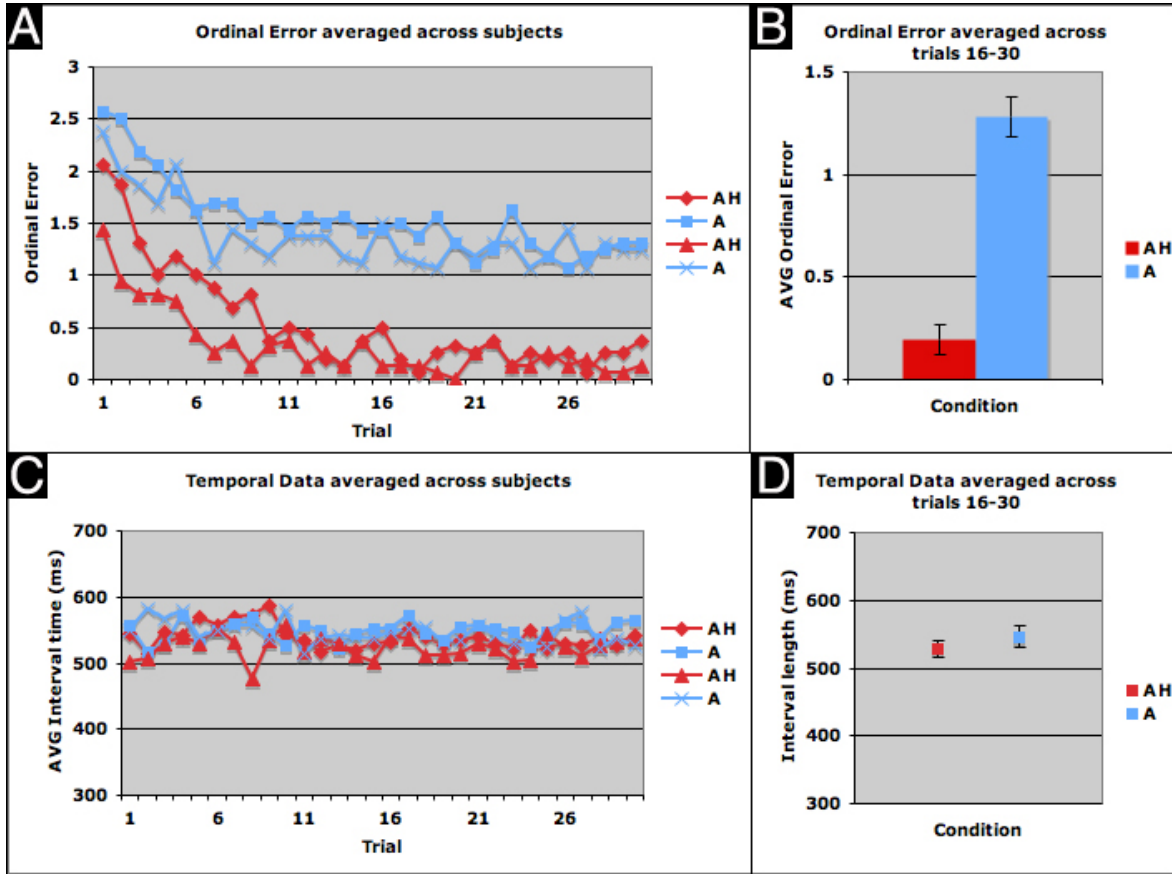 A
Ordinal Error averaged across subjects
3
2.5
2
1.5
1
0.5
0
Ordinal Error
1 6 11 16 21 26
Trial
AH
A
AH
A
B
Ordinal Error averaged across
trials 16-30
1.5
1
0.5
0
AVG Ordinal Error
Condition
AH
A
C
Temporal Data averaged across subjects
700
600
500
400
300
AVG Interval time (ms)
1 6 11 16 21 26
Trial
AH
A
AH
A
D
Temporal Data averaged across
trials 16-30
700
600
500
400
300
Interval length (ms)
Condition
AH
A